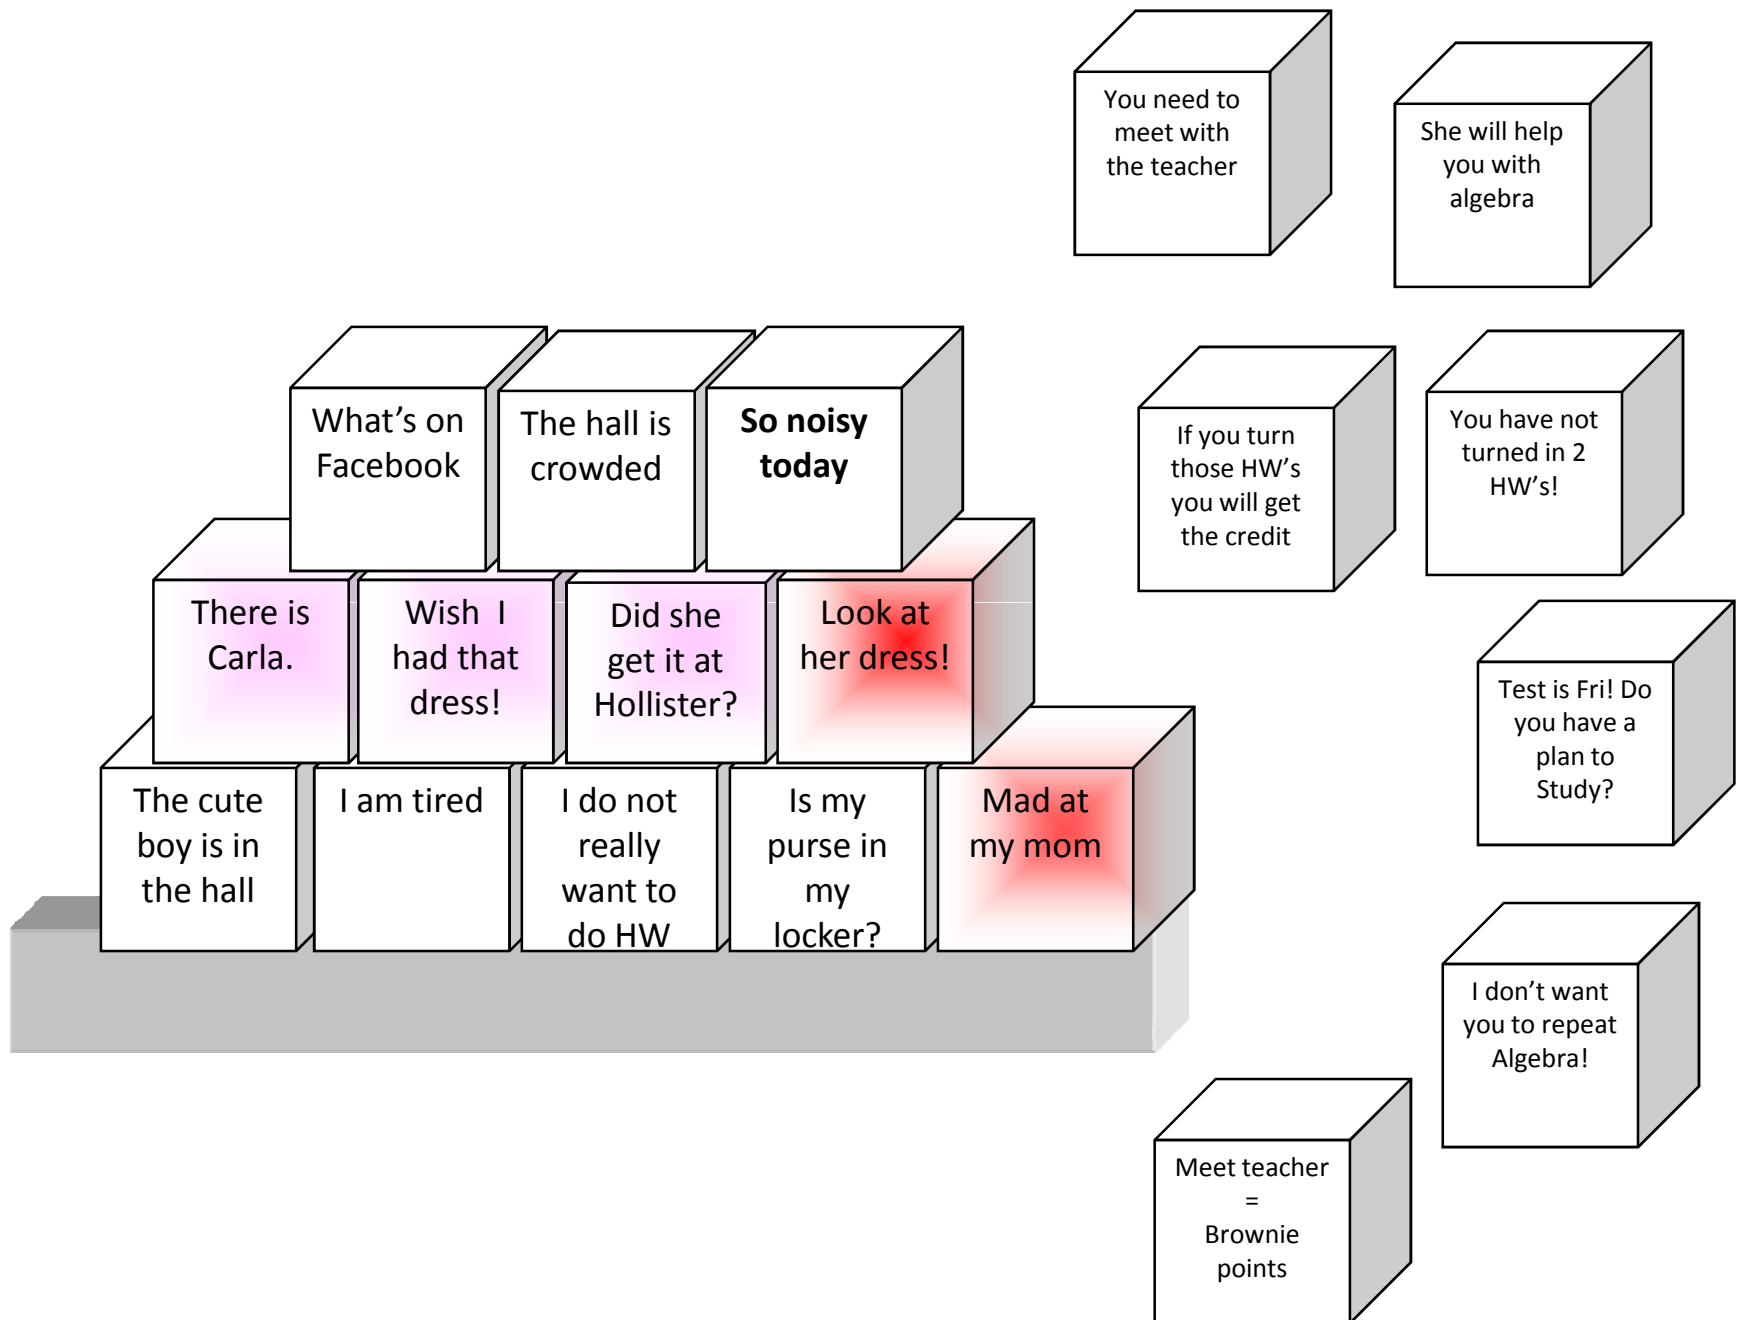 You need to
meet with
the teacher
She will help
you with
algebra
What's on
Facebook
The hall is
crowded
So noisy
today
If you turn
those HW's
you will get
the credit
You have not
turned in 2
HW's!
There is
Carla.
Wish I
had that
dress!
Did she
get it at
Hollister?
Look at
her dress!
Test is Fri! Do
you have a
plan to
Study?
The cute
boy is in
the hall
I am tired
I do not
really
want to
do HW
Is my
purse in
my
locker?
Mad at
my mom
I don't want
you to repeat
Algebra!
Meet teacher
=
Brownie
points